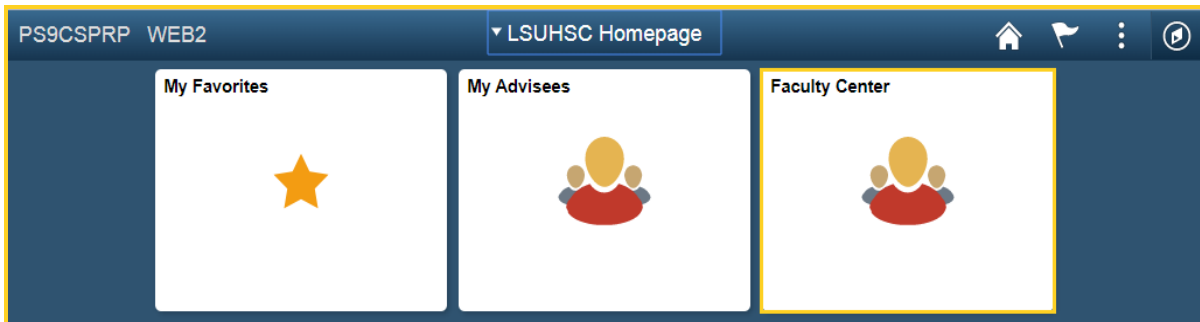 PS9CSPRP WEB2
LSUHSC Homepage
My Favorites
My Advisees
Faculty Center